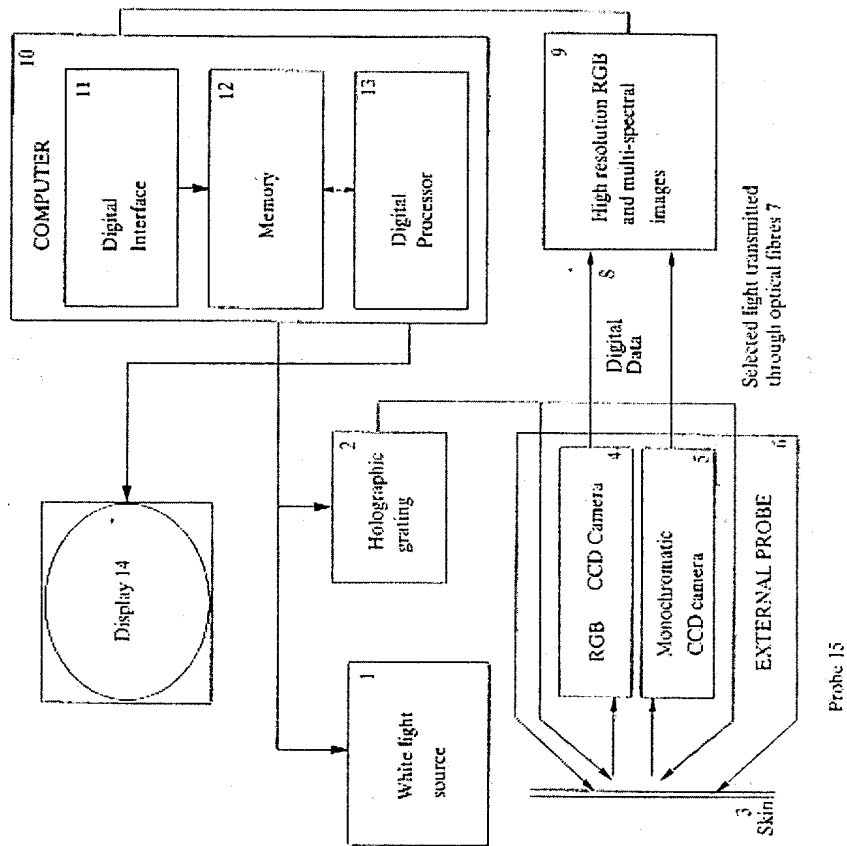 COMPUTER
10
Digital
Interface
11
Memory
12
Digital
Processor
13
Display 14
Holographic
grating
2
White light
source
1
High resolution RGB
and multi-spectral
images
9
Digital
Data
8
Selected light transmitted
through optical fibres 7
RGB CCD Camera
4
Monochromatic
CCD camera
5
EXTERNAL PROBE
6
3
Skin
Probe 15